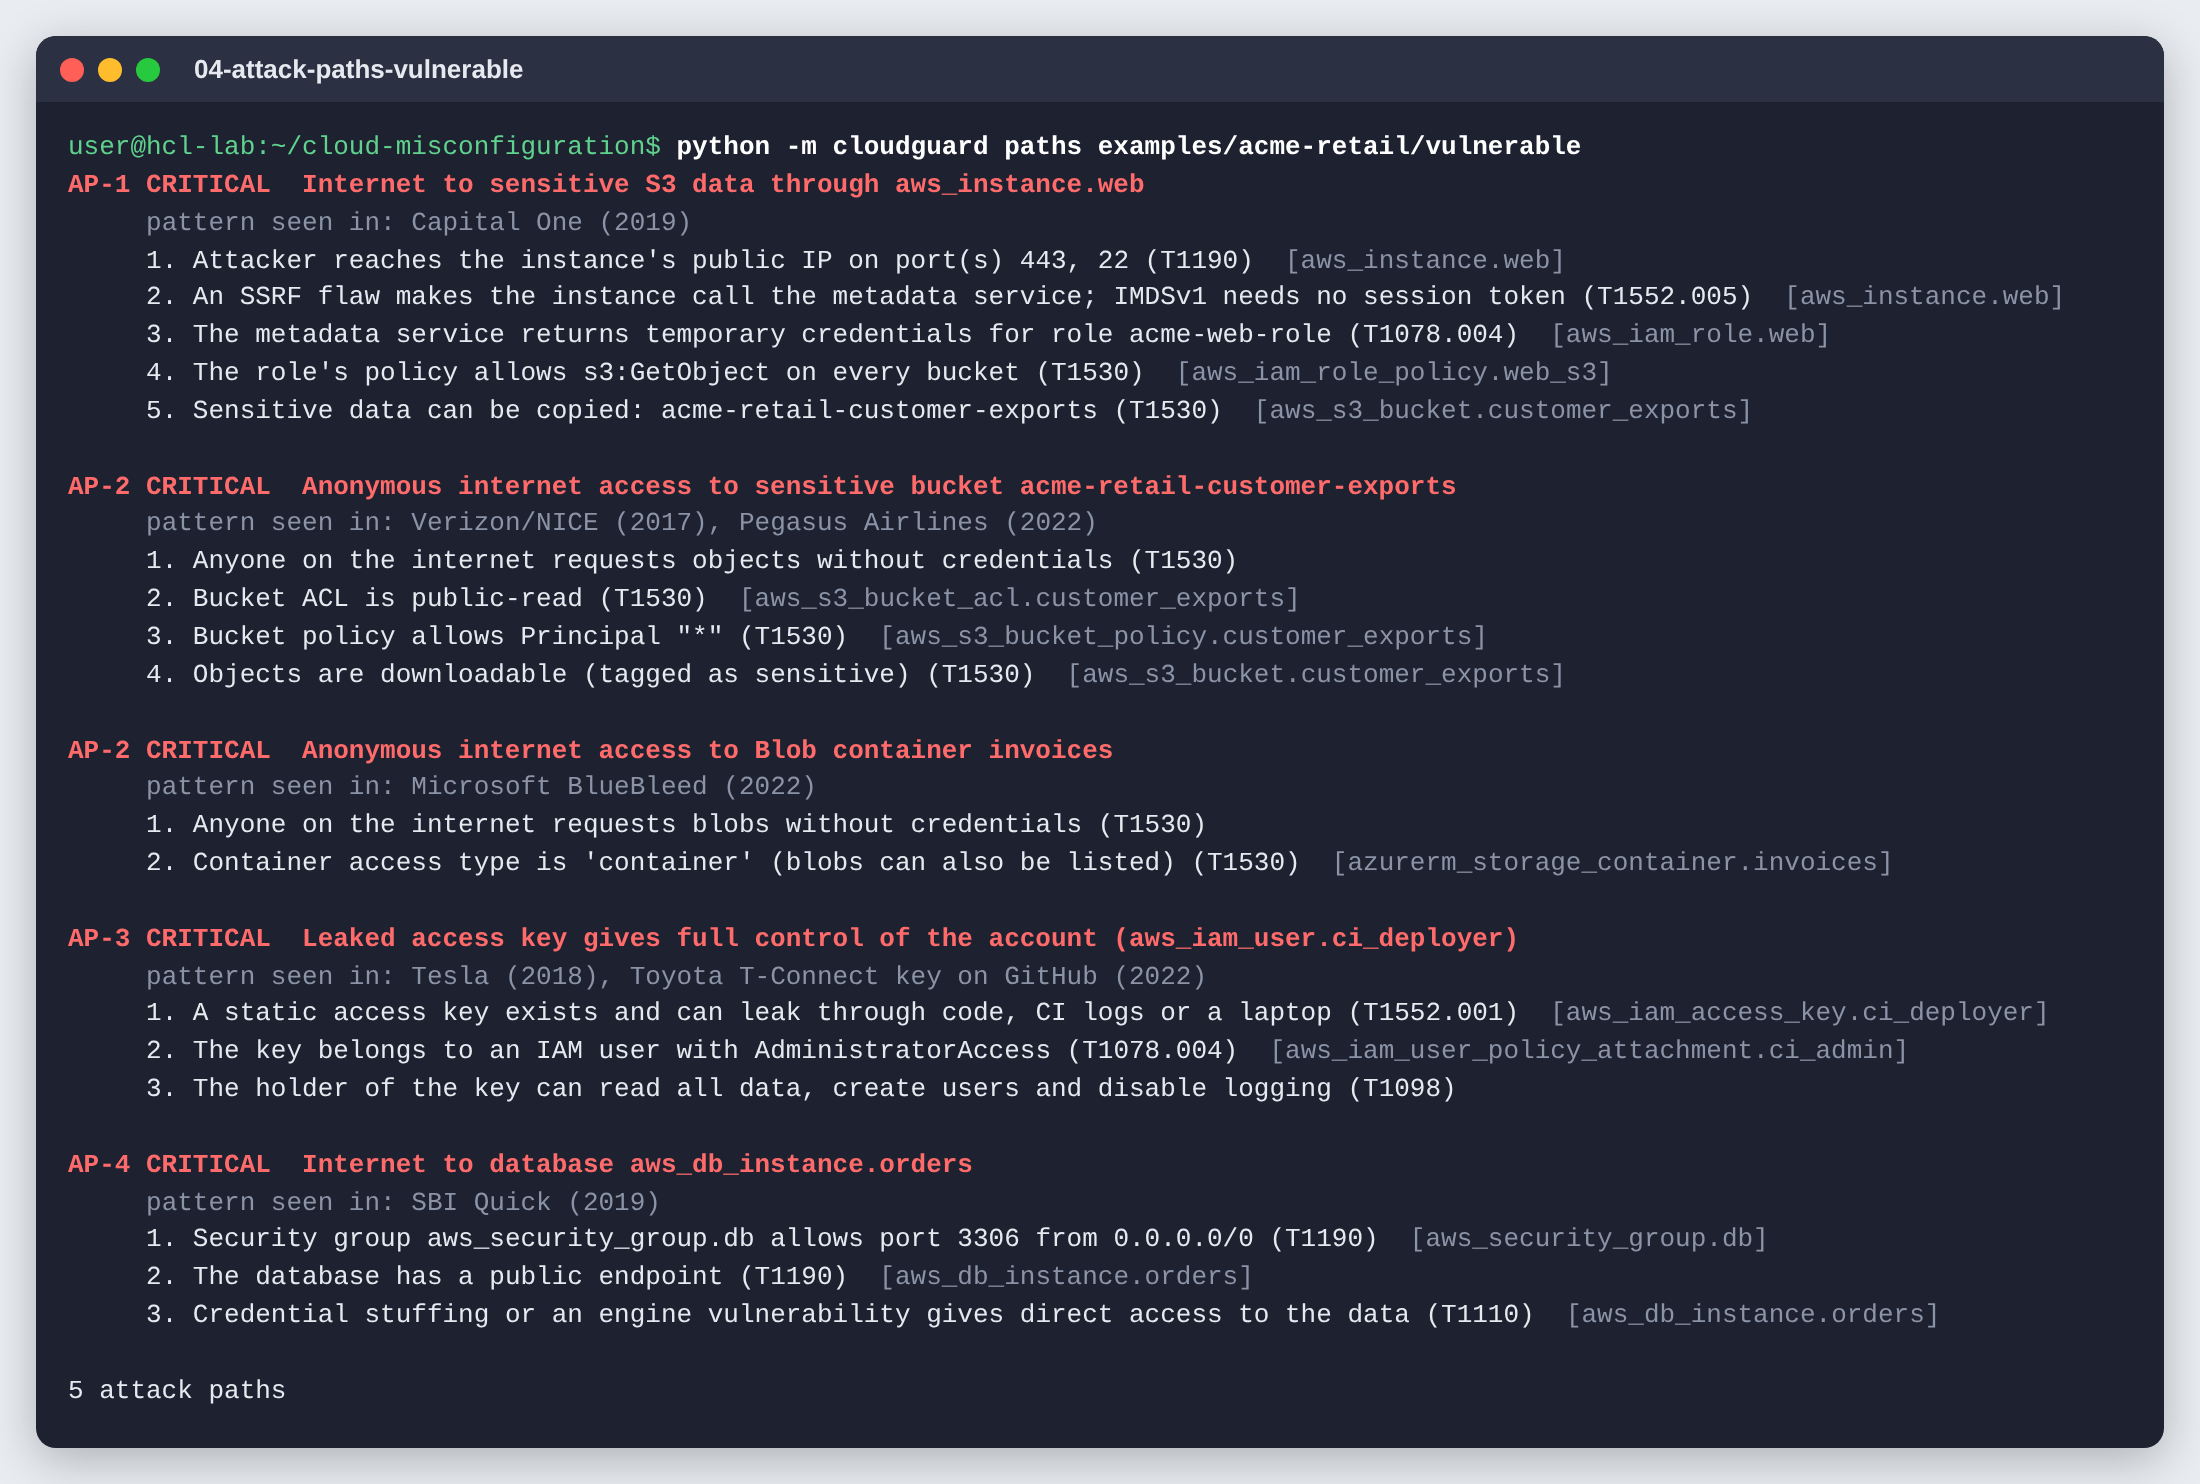 04-attack-paths-vulnerable
user@hcl-lab:~/cloud-misconfiguration$ python -m cloudguard paths examples/acme-retail/vulnerable
AP-1 CRITICAL  Internet to sensitive S3 data through aws_instance.web
pattern seen in: Capital One (2019)
1. Attacker reaches the instance's public IP on port(s) 443, 22 (T1190)  [aws_instance.web]
2. An SSRF flaw makes the instance call the metadata service; IMDSv1 needs no session token (T1552.005)  [aws_instance.web]
3. The metadata service returns temporary credentials for role acme-web-role (T1078.004)  [aws_iam_role.web]
4. The role's policy allows s3:GetObject on every bucket (T1530)  [aws_iam_role_policy.web_s3]
5. Sensitive data can be copied: acme-retail-customer-exports (T1530)  [aws_s3_bucket.customer_exports]
AP-2 CRITICAL  Anonymous internet access to sensitive bucket acme-retail-customer-exports
pattern seen in: Verizon/NICE (2017), Pegasus Airlines (2022)
1. Anyone on the internet requests objects without credentials (T1530)
2. Bucket ACL is public-read (T1530)  [aws_s3_bucket_acl.customer_exports]
3. Bucket policy allows Principal "*" (T1530)  [aws_s3_bucket_policy.customer_exports]
4. Objects are downloadable (tagged as sensitive) (T1530)  [aws_s3_bucket.customer_exports]
AP-2 CRITICAL  Anonymous internet access to Blob container invoices
pattern seen in: Microsoft BlueBleed (2022)
1. Anyone on the internet requests blobs without credentials (T1530)
2. Container access type is 'container' (blobs can also be listed) (T1530)  [azurerm_storage_container.invoices]
AP-3 CRITICAL  Leaked access key gives full control of the account (aws_iam_user.ci_deployer)
pattern seen in: Tesla (2018), Toyota T-Connect key on GitHub (2022)
1. A static access key exists and can leak through code, CI logs or a laptop (T1552.001)  [aws_iam_access_key.ci_deployer]
2. The key belongs to an IAM user with AdministratorAccess (T1078.004)  [aws_iam_user_policy_attachment.ci_admin]
3. The holder of the key can read all data, create users and disable logging (T1098)
AP-4 CRITICAL  Internet to database aws_db_instance.orders
pattern seen in: SBI Quick (2019)
1. Security group aws_security_group.db allows port 3306 from 0.0.0.0/0 (T1190)  [aws_security_group.db]
2. The database has a public endpoint (T1190)  [aws_db_instance.orders]
3. Credential stuffing or an engine vulnerability gives direct access to the data (T1110)  [aws_db_instance.orders]
5 attack paths